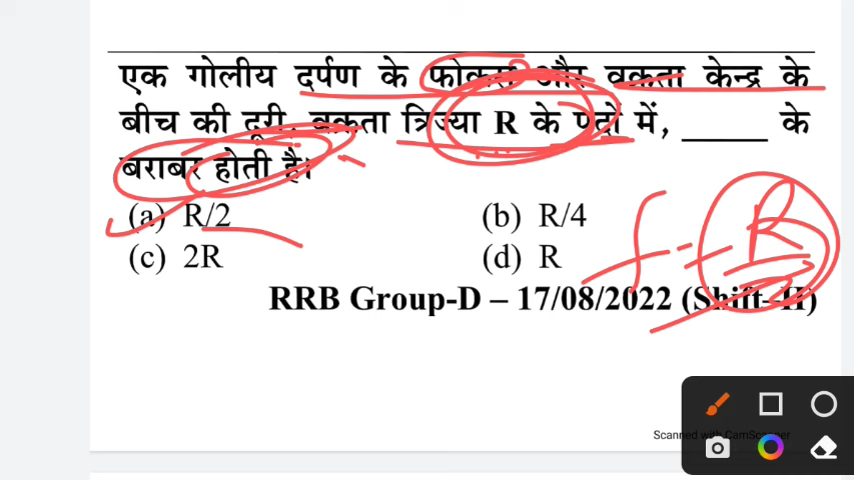 एक गोलीय दर्पण के फोकस और वक्रता केन्द्र के
बीच की दूरी, वक्रता त्रिज्या R के पदों में, _____ के
बराबर होती है।
(a) R/2 (b) R/4
(c) 2R (d) R
f = R/2
RRB Group-D – 17/08/2022 (Shift–II)
Scanned with CamScanner